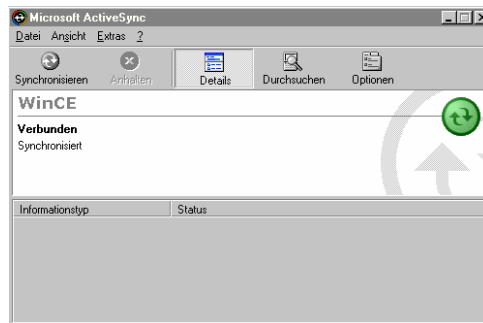 Microsoft ActiveSync
Datei Ansicht Extras ?
Synchronisieren Anhalten Details Durchsuchen Optionen
WinCE
Verbunden
Synchronisiert
Informationstyp Status